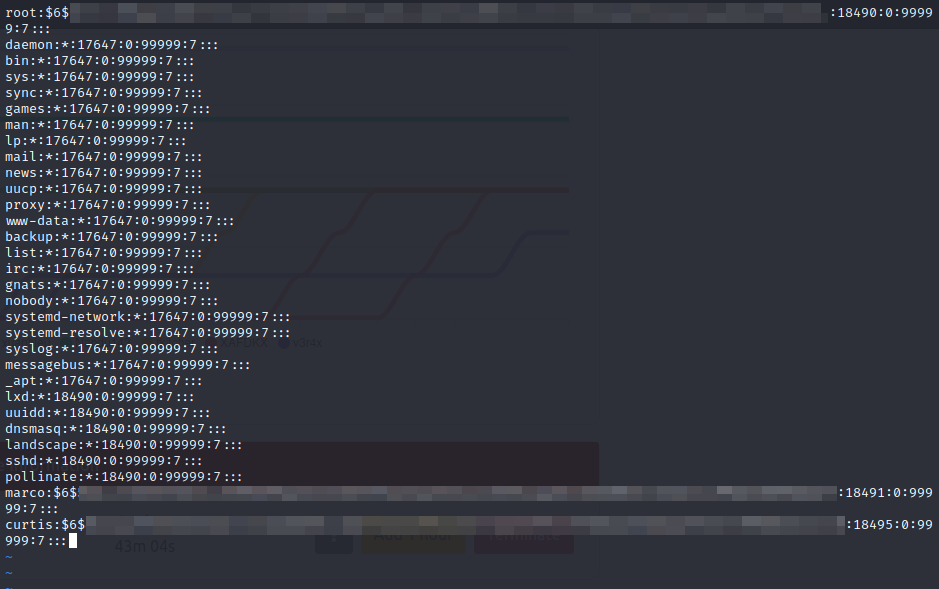 root:$6$ :18490:0:9999
9:7:::
daemon:*:17647:0:99999:7:::
bin:*:17647:0:99999:7:::
sys:*:17647:0:99999:7:::
sync:*:17647:0:99999:7:::
games:*:17647:0:99999:7:::
man:*:17647:0:99999:7:::
lp:*:17647:0:99999:7:::
mail:*:17647:0:99999:7:::
news:*:17647:0:99999:7:::
uucp:*:17647:0:99999:7:::
proxy:*:17647:0:99999:7:::
www-data:*:17647:0:99999:7:::
backup:*:17647:0:99999:7:::
list:*:17647:0:99999:7:::
irc:*:17647:0:99999:7:::
gnats:*:17647:0:99999:7:::
nobody:*:17647:0:99999:7:::
systemd-network:*:17647:0:99999:7:::
systemd-resolve:*:17647:0:99999:7:::
syslog:*:17647:0:99999:7:::
messagebus:*:17647:0:99999:7:::
_apt:*:17647:0:99999:7:::
lxd:*:18490:0:99999:7:::
uuidd:*:18490:0:99999:7:::
dnsmasq:*:18490:0:99999:7:::
landscape:*:18490:0:99999:7:::
sshd:*:18490:0:99999:7:::
pollinate:*:18490:0:99999:7:::
marco:$6$ :18491:0:999
99:7:::
curtis:$6$ :18495:0:99
999:7:::
43m 04s
~
~
~